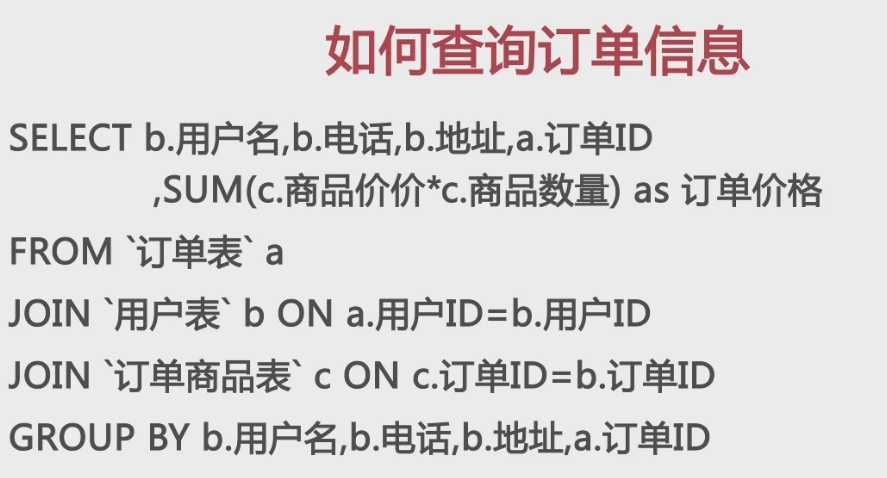 如何查询订单信息
SELECT b.用户名,b.电话,b.地址,a.订单ID
,SUM(c.商品价价*c.商品数量) as 订单价格
FROM `订单表` a
JOIN `用户表` b ON a.用户ID=b.用户ID
JOIN `订单商品表` c ON c.订单ID=b.订单ID
GROUP BY b.用户名,b.电话,b.地址,a.订单ID